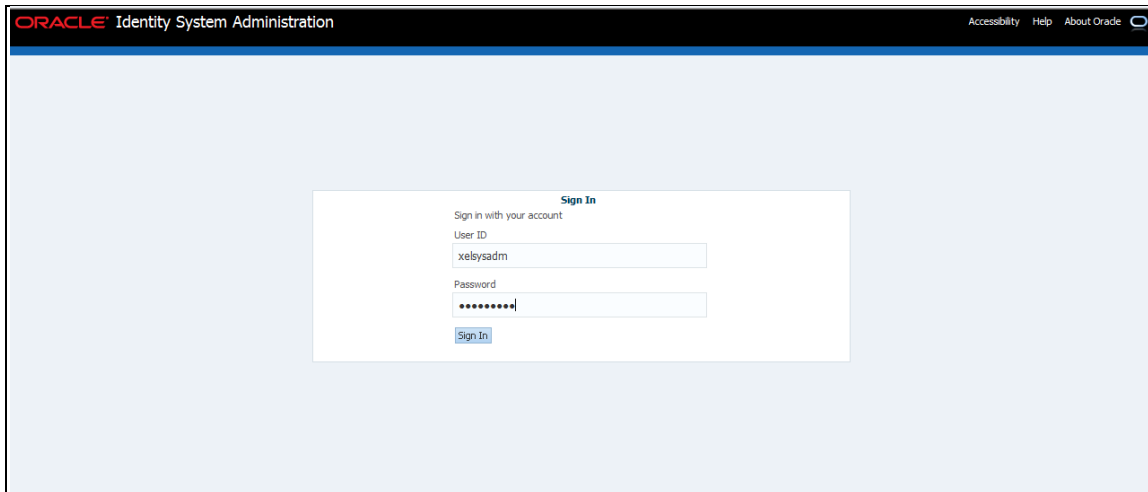 ORACLE Identity System Administration
Accessibility Help About Oracle
Sign In
Sign in with your account
User ID
xelsysadm
Password
•••••••••
Sign In